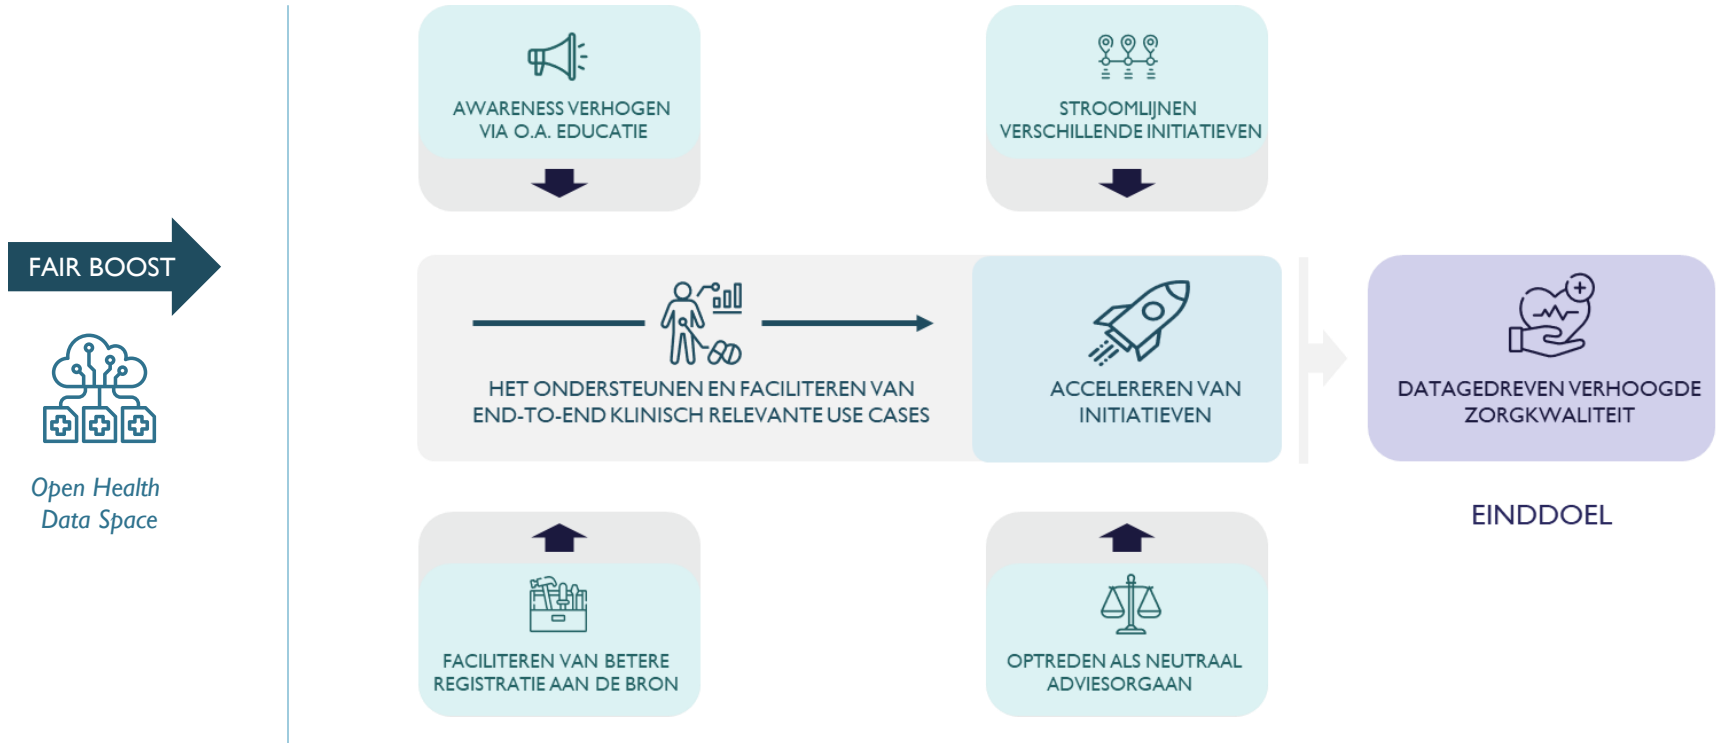 FAIR BOOST
Open Health
Data Space
AWARENESS VERHOGEN
VIA O.A. EDUCATIE
STROOMLIJNEN
VERSCHILLENDE INITIATIEVEN
HET ONDERSTEUNEN EN FACILITEREN VAN
END-TO-END KLINISCH RELEVANTE USE CASES
ACCELEREREN VAN
INITIATIEVEN
DATAGEDREVEN VERHOOGDE
ZORGKWALITEIT
EINDDOEL
FACILITEREN VAN BETERE
REGISTRATIE AAN DE BRON
OPTREDEN ALS NEUTRAAL
ADVIESORGAAN